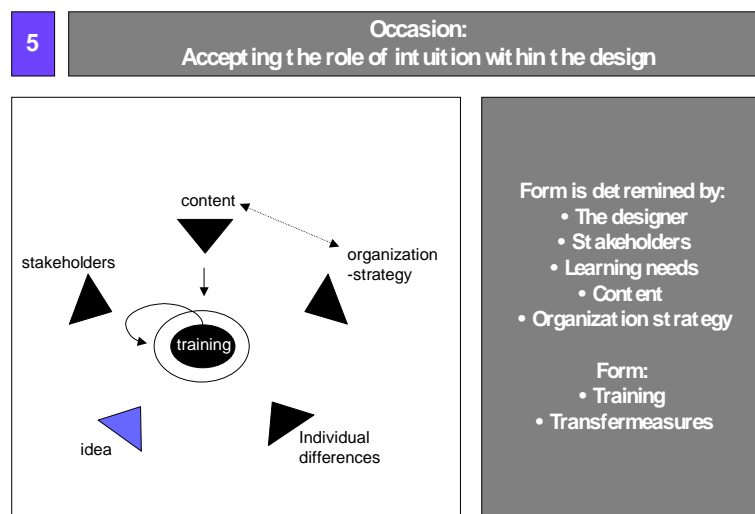 5
Occasion:
Accepting the role of intuition within the design
content
organization
-strategy
stakeholders
training
idea
Individual
differences
Form is detremined by:
• The designer
• Stakeholders
• Learning needs
• Content
• Organization strategy
Form:
• Training
• Transfermeasures